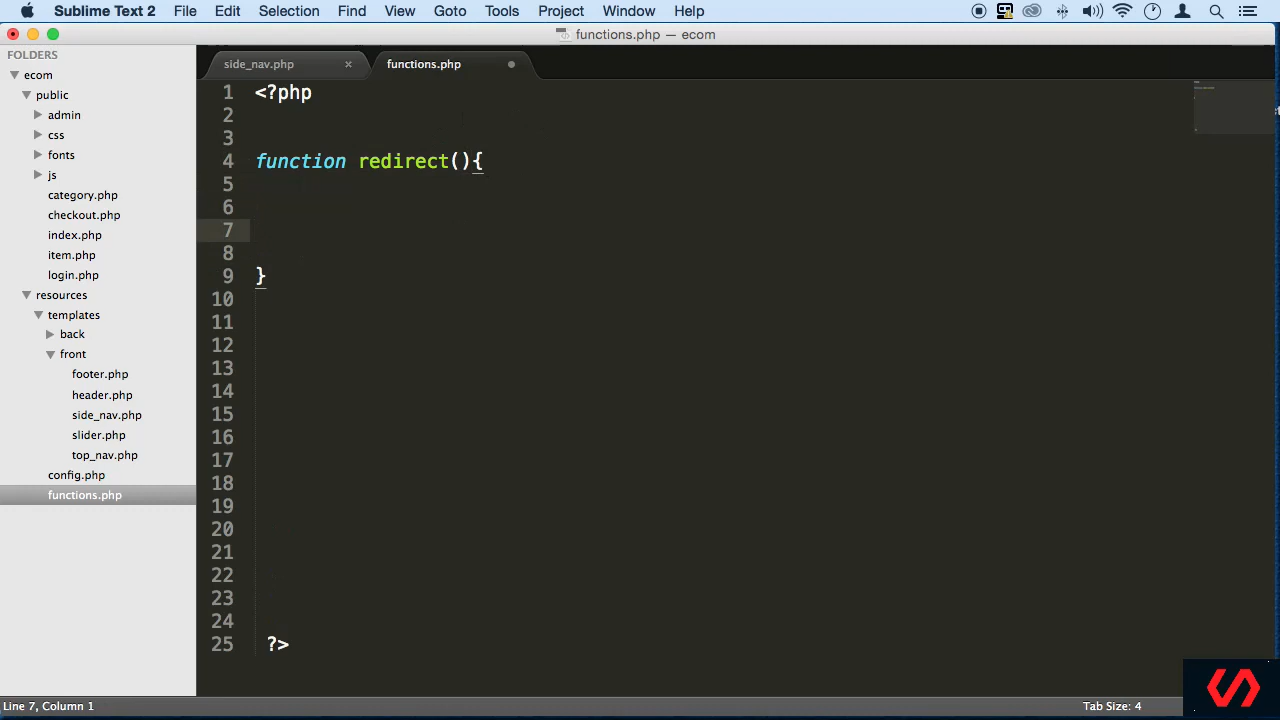 Sublime Text 2 File Edit Selection Find View Goto Tools Project Window Help
functions.php — ecom
FOLDERS
ecom
public
admin
css
fonts
js
category.php
checkout.php
index.php
item.php
login.php
resources
templates
back
front
footer.php
header.php
side_nav.php
slider.php
top_nav.php
config.php
functions.php
side_nav.php × functions.php
1 <?php
2
3
4 function redirect(){
5
6
7
8
9 }
10
11
12
13
14
15
16
17
18
19
20
21
22
23
24
25 ?>
Line 7, Column 1 Tab Size: 4